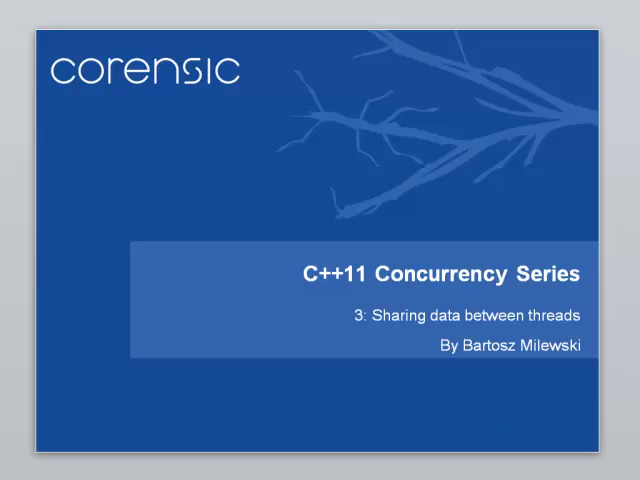 corensic
C++11 Concurrency Series
3: Sharing data between threads
By Bartosz Milewski